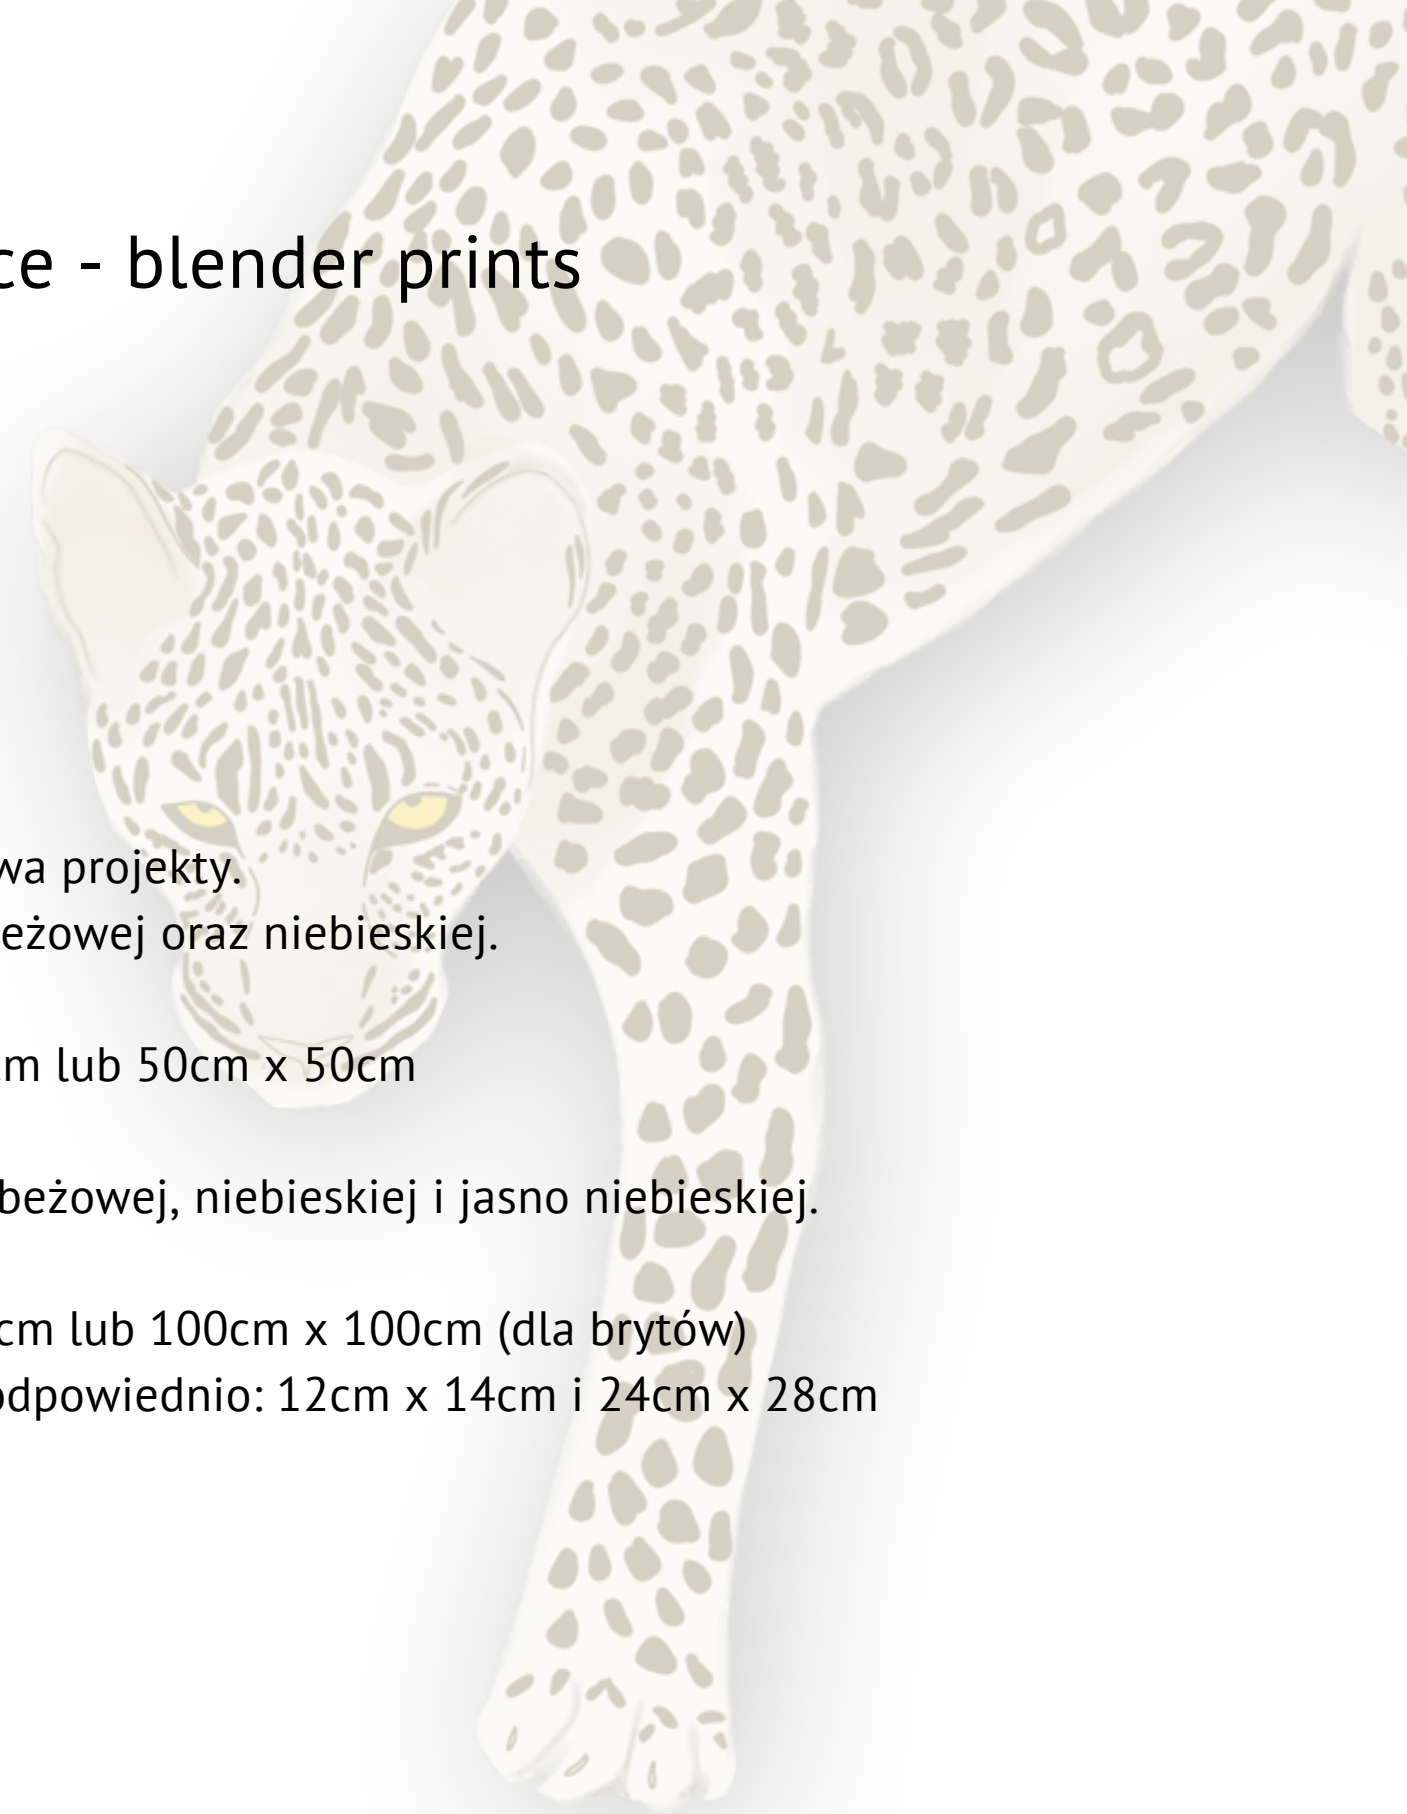 ce - blender prints
wa projekty.
eżowej oraz niebieskiej.
m lub 50cm x 50cm
beżowej, niebieskiej i jasno niebieskiej.
cm lub 100cm x 100cm (dla brytów)
odpowiednio: 12cm x 14cm i 24cm x 28cm